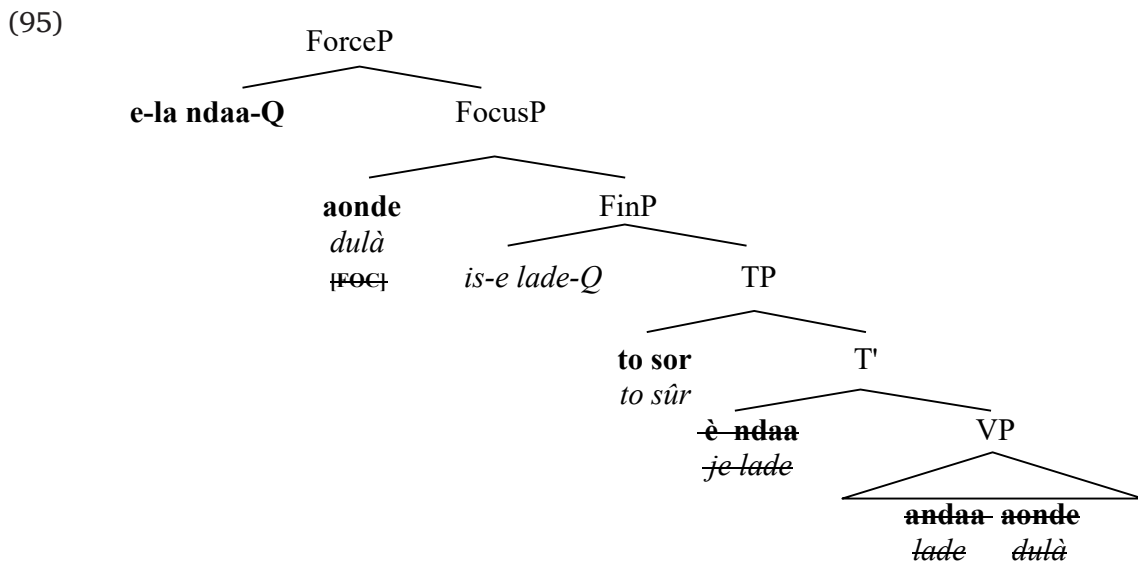 (95)
ForceP
e-la ndaa-Q FocusP
aonde FinP
dulà
[FOC] is-e lade-Q TP
to sor T'
to sûr
è ndaa VP
je lade
andaa aonde
lade dulà